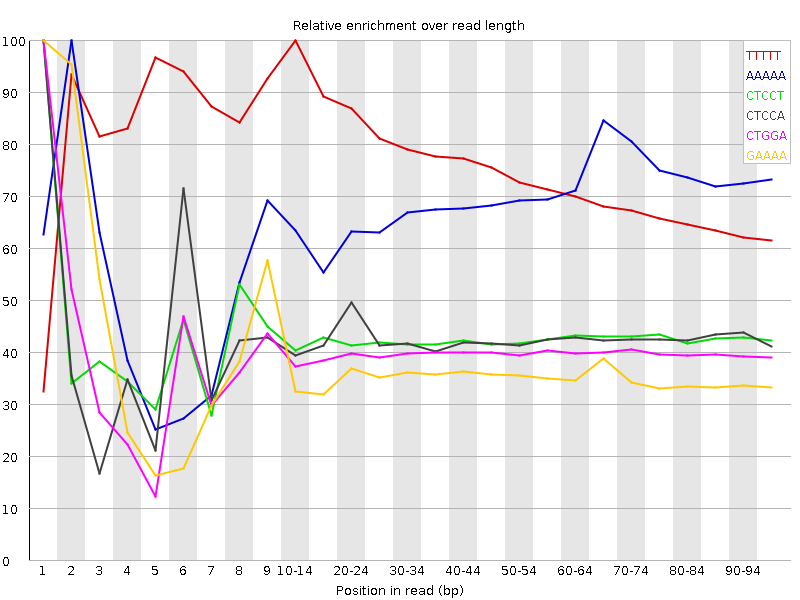 Relative enrichment over read length
100
90
80
70
60
50
40
30
20
10
0
TTTTT
AAAAA
CTCCT
CTCCA
CTGGA
GAAAA
1 2 3 4 5 6 7 8 9 10-14 20-24 30-34 40-44 50-54 60-64 70-74 80-84 90-94
Position in read (bp)